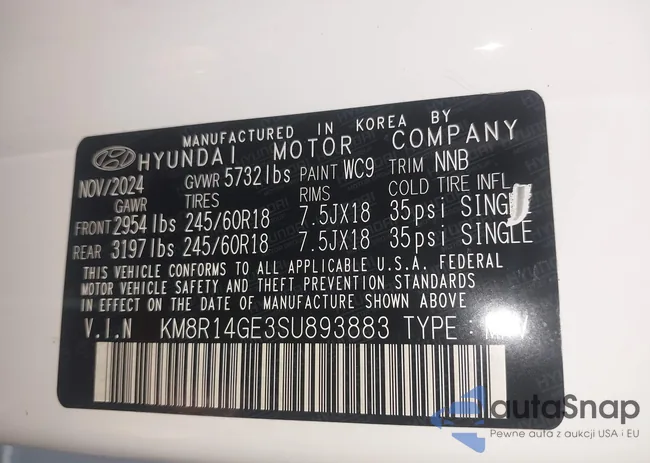 MANUFACTURED IN KOREA BY
HYUNDAI MOTOR COMPANY
NOV/2024 GVWR 5732lbs PAINT WC9 TRIM NNB
GAWR TIRES RIMS COLD TIRE INFL
FRONT 2954lbs 245/60R18 7.5JX18 35psi SINGLE
REAR 3197lbs 245/60R18 7.5JX18 35psi SINGLE
THIS VEHICLE CONFORMS TO ALL APPLICABLE U.S.A. FEDERAL
MOTOR VEHICLE SAFETY AND THEFT PREVENTION STANDARDS
IN EFFECT ON THE DATE OF MANUFACTURE SHOWN ABOVE
V.I.N KM8R14GE3SU893883 TYPE :
autaSnap
Pewne auta z aukcji USA i EU